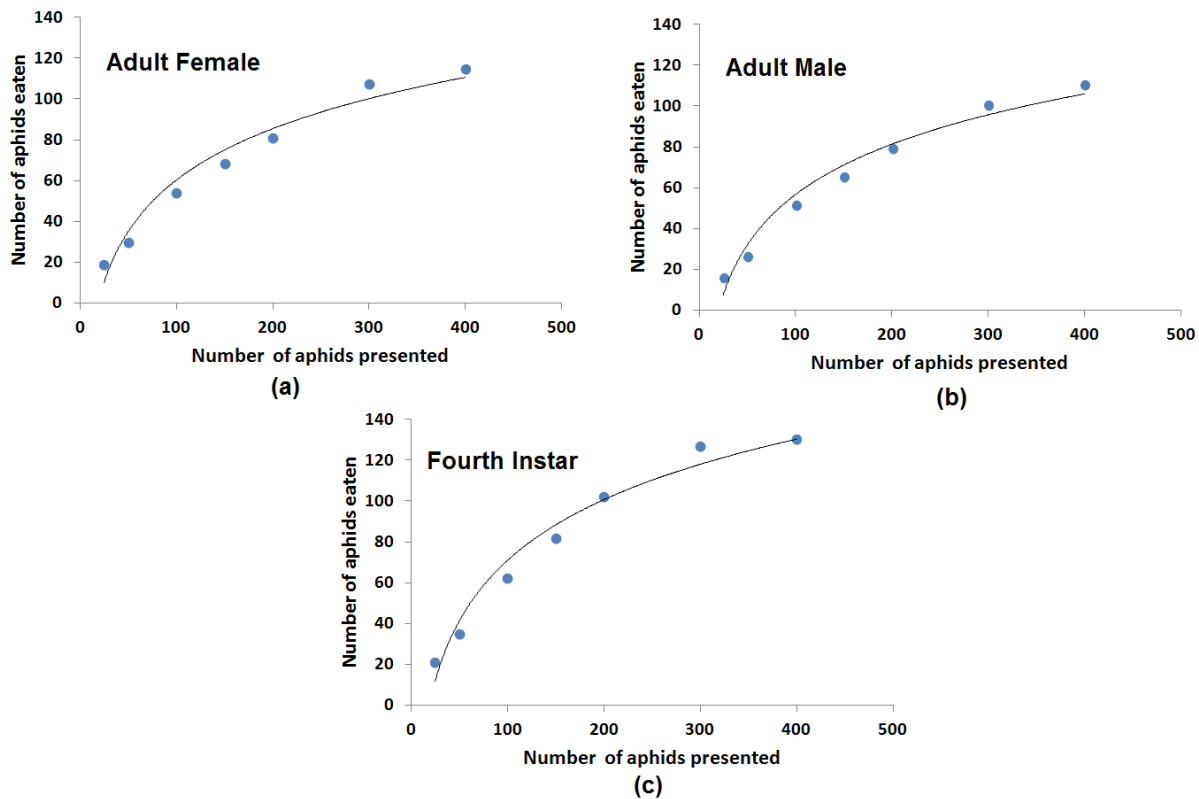 Adult Female
Number of aphids eaten
140
120
100
80
60
40
20
0
0 100 200 300 400 500
Number of aphids presented
(a)
Adult Male
Number of aphids eaten
140
120
100
80
60
40
20
0
0 100 200 300 400 500
Number of aphids presented
(b)
Fourth Instar
Number of aphids eaten
140
120
100
80
60
40
20
0
0 100 200 300 400 500
Number of aphids presented
(c)